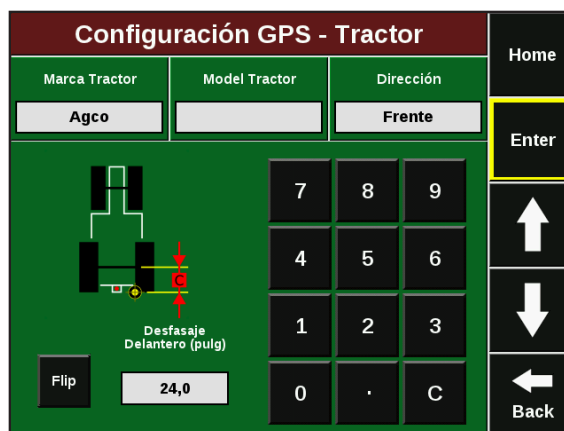 Configuración GPS - Tractor
Home
Marca Tractor
Model Tractor
Dirección
Agco
Frente
Enter
7
8
9
4
5
6
C
1
2
3
Desfasaje
Delantero (pulg)
Flip
24,0
0
.
C
Back